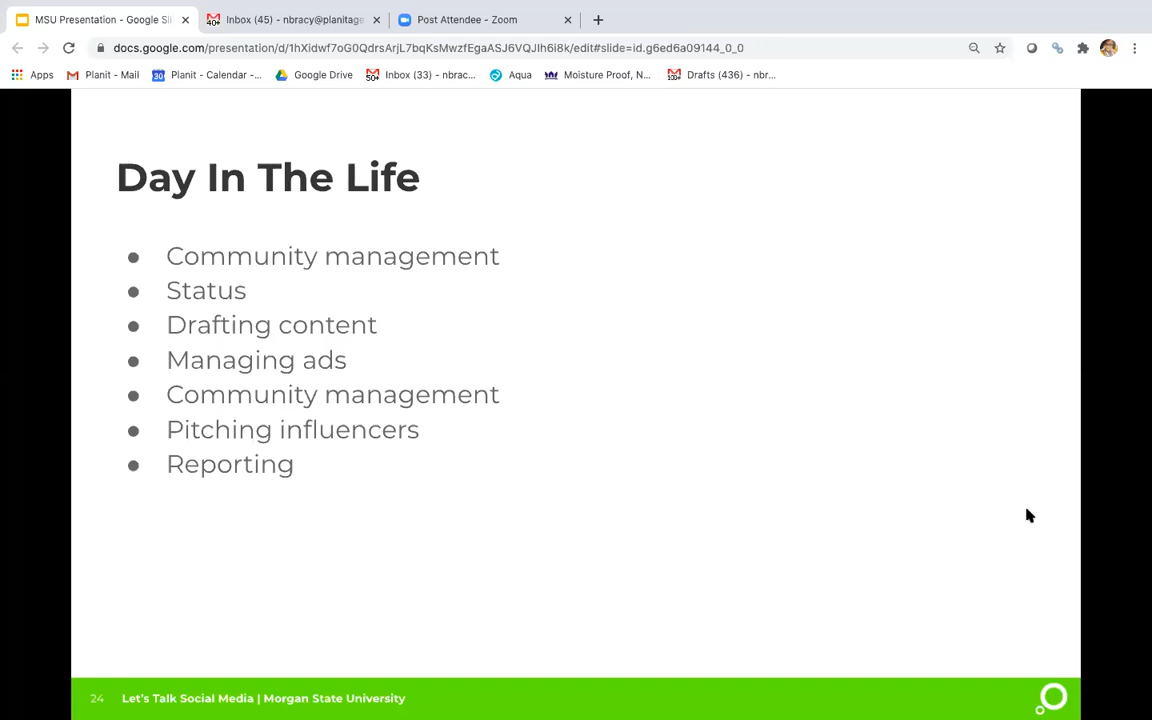 MSU Presentation - Google Sli
Inbox (45) - nbracy@planitage
Post Attendee - Zoom
docs.google.com/presentation/d/1hXidwf7oG0QdrsArjL7bqKsMwzfEgaASJ6VQJIh6i8k/edit#slide=id.g6ed6a09144_0_0
Apps
Planit - Mail
Planit - Calendar -...
Google Drive
Inbox (33) - nbrac...
Aqua
Moisture Proof, N...
Drafts (436) - nbr...
Day In The Life
● Community management
● Status
● Drafting content
● Managing ads
● Community management
● Pitching influencers
● Reporting
24 Let's Talk Social Media | Morgan State University